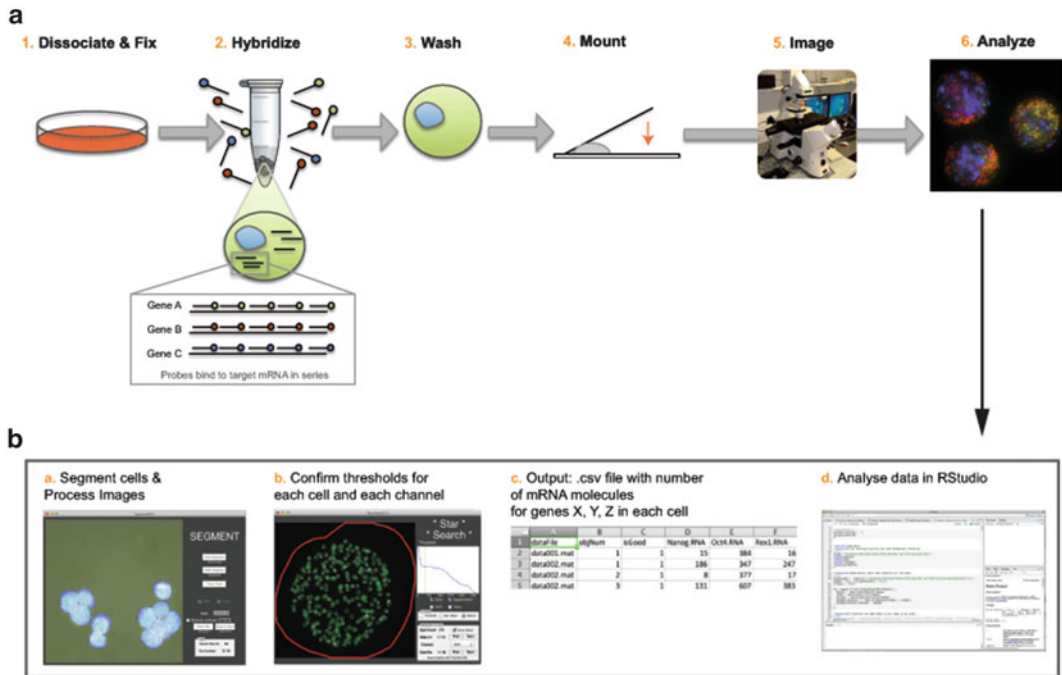 a
1. Dissociate & Fix
2. Hybridize
3. Wash
4. Mount
5. Image
6. Analyze
Gene A
Gene B
Gene C
Probes bind to target mRNA in series
b
a. Segment cells &
Process Images
b. Confirm thresholds for
each cell and each channel
c. Output: .csv file with number
of mRNA molecules
for genes X, Y, Z in each cell
d. Analyse data in RStudio
SEGMENT
* Star *
* Search *
A B C D E F
1 dataFile objNum isGood Nanog.RNA Oct4.RNA Rex1.RNA
2 data001.mat 1 1 15 384 16
3 data002.mat 1 1 186 347 247
4 data002.mat 2 1 8 377 17
5 data002.mat 3 1 131 607 383